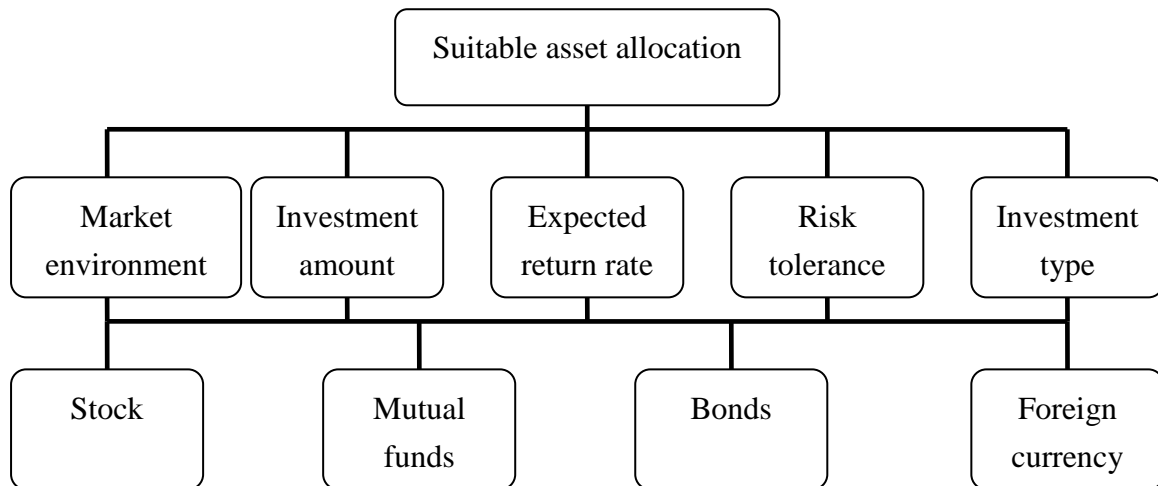 Suitable asset allocation
Market
environment
Investment
amount
Expected
return rate
Risk
tolerance
Investment
type
Stock
Mutual
funds
Bonds
Foreign
currency